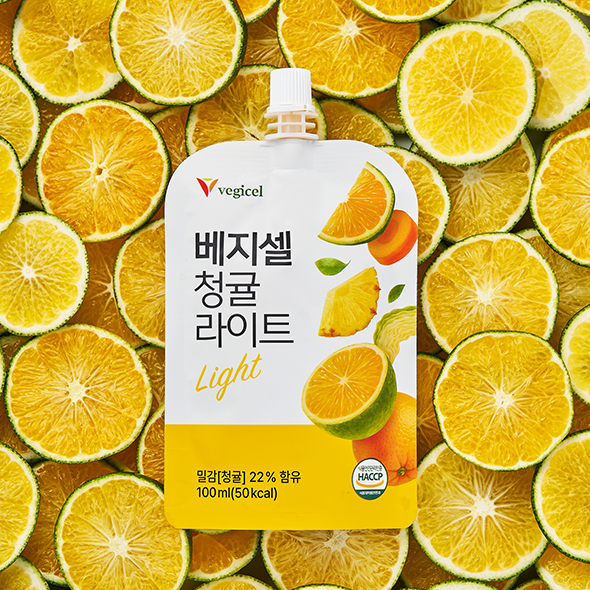 vegicel
베지셀
청귤
라이트
Light
밀감[청귤] 22% 함유
100ml(50kcal)
HACCP